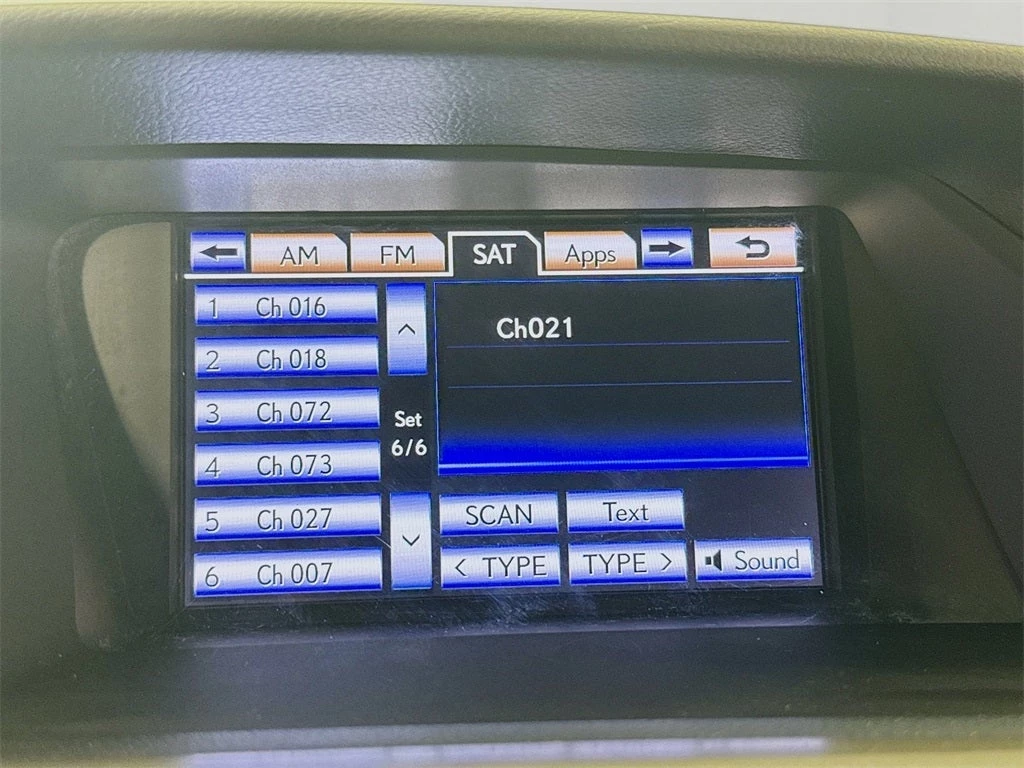 AM FM SAT Apps
1 Ch 016
2 Ch 018
3 Ch 072
4 Ch 073
5 Ch 027
6 Ch 007
Set
6/6
Ch021
SCAN Text
< TYPE TYPE > Sound